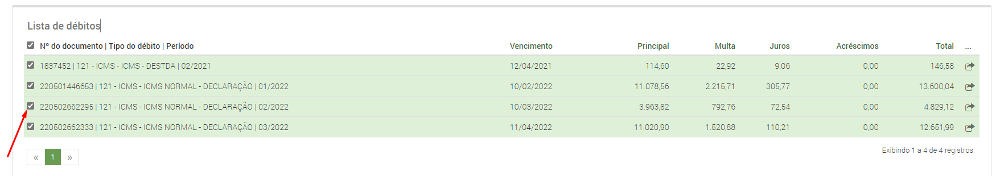 Lista de débitos
Nº do documento | Tipo do débito | Período Vencimento Principal Multa Juros Acréscimos Total ...
1837452 | 121 - ICMS - ICMS - DESTDA | 02/2021 12/04/2021 114,60 22,92 9,06 0,00 146,58
220501446653 | 121 - ICMS - ICMS NORMAL - DECLARAÇÃO | 01/2022 10/02/2022 11.078,56 2.215,71 305,77 0,00 13.600,04
220502662295 | 121 - ICMS - ICMS NORMAL - DECLARAÇÃO | 02/2022 10/03/2022 3.963,82 792,76 72,54 0,00 4.829,12
220502662333 | 121 - ICMS - ICMS NORMAL - DECLARAÇÃO | 03/2022 11/04/2022 11.020,90 1.520,88 110,21 0,00 12.651,99
« 1 » Exibindo 1 a 4 de 4 registros